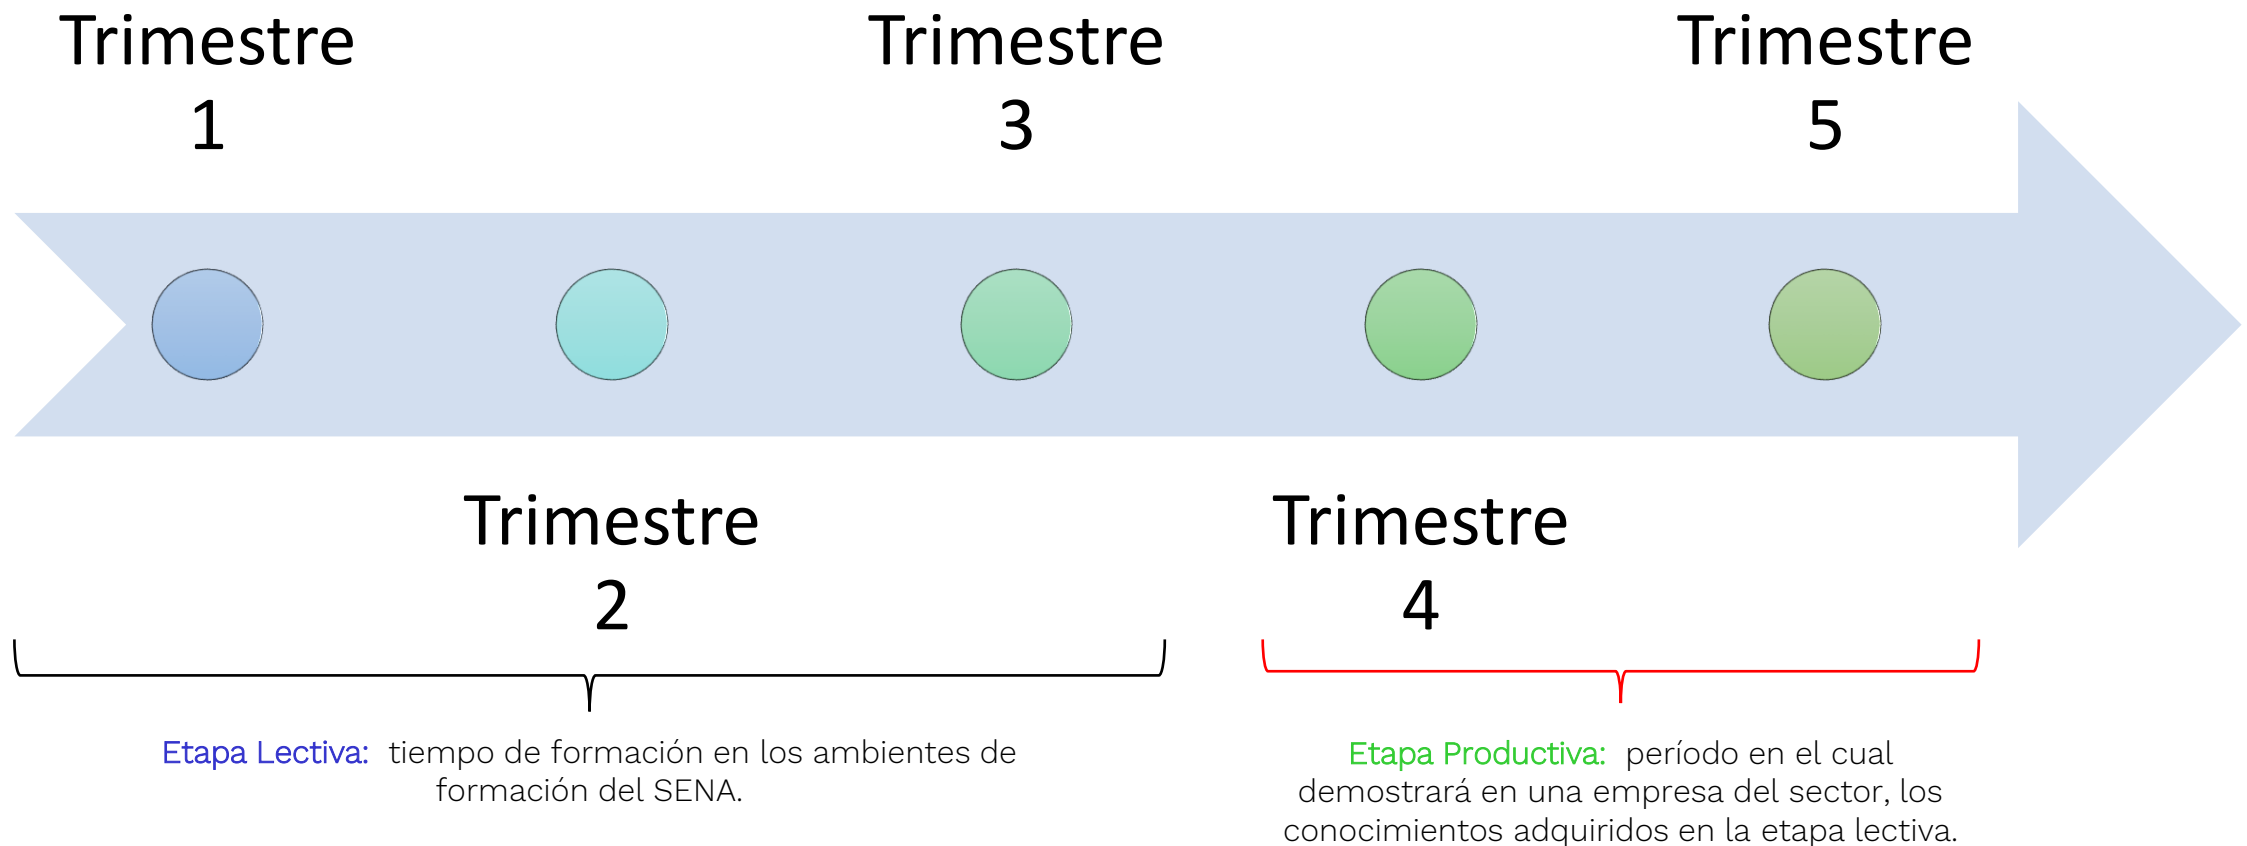 Trimestre
1
Trimestre
3
Trimestre
5
Trimestre
2
Trimestre
4
Etapa Lectiva: tiempo de formación en los ambientes de
formación del SENA.
Etapa Productiva: período en el cual
demostrará en una empresa del sector, los
conocimientos adquiridos en la etapa lectiva.